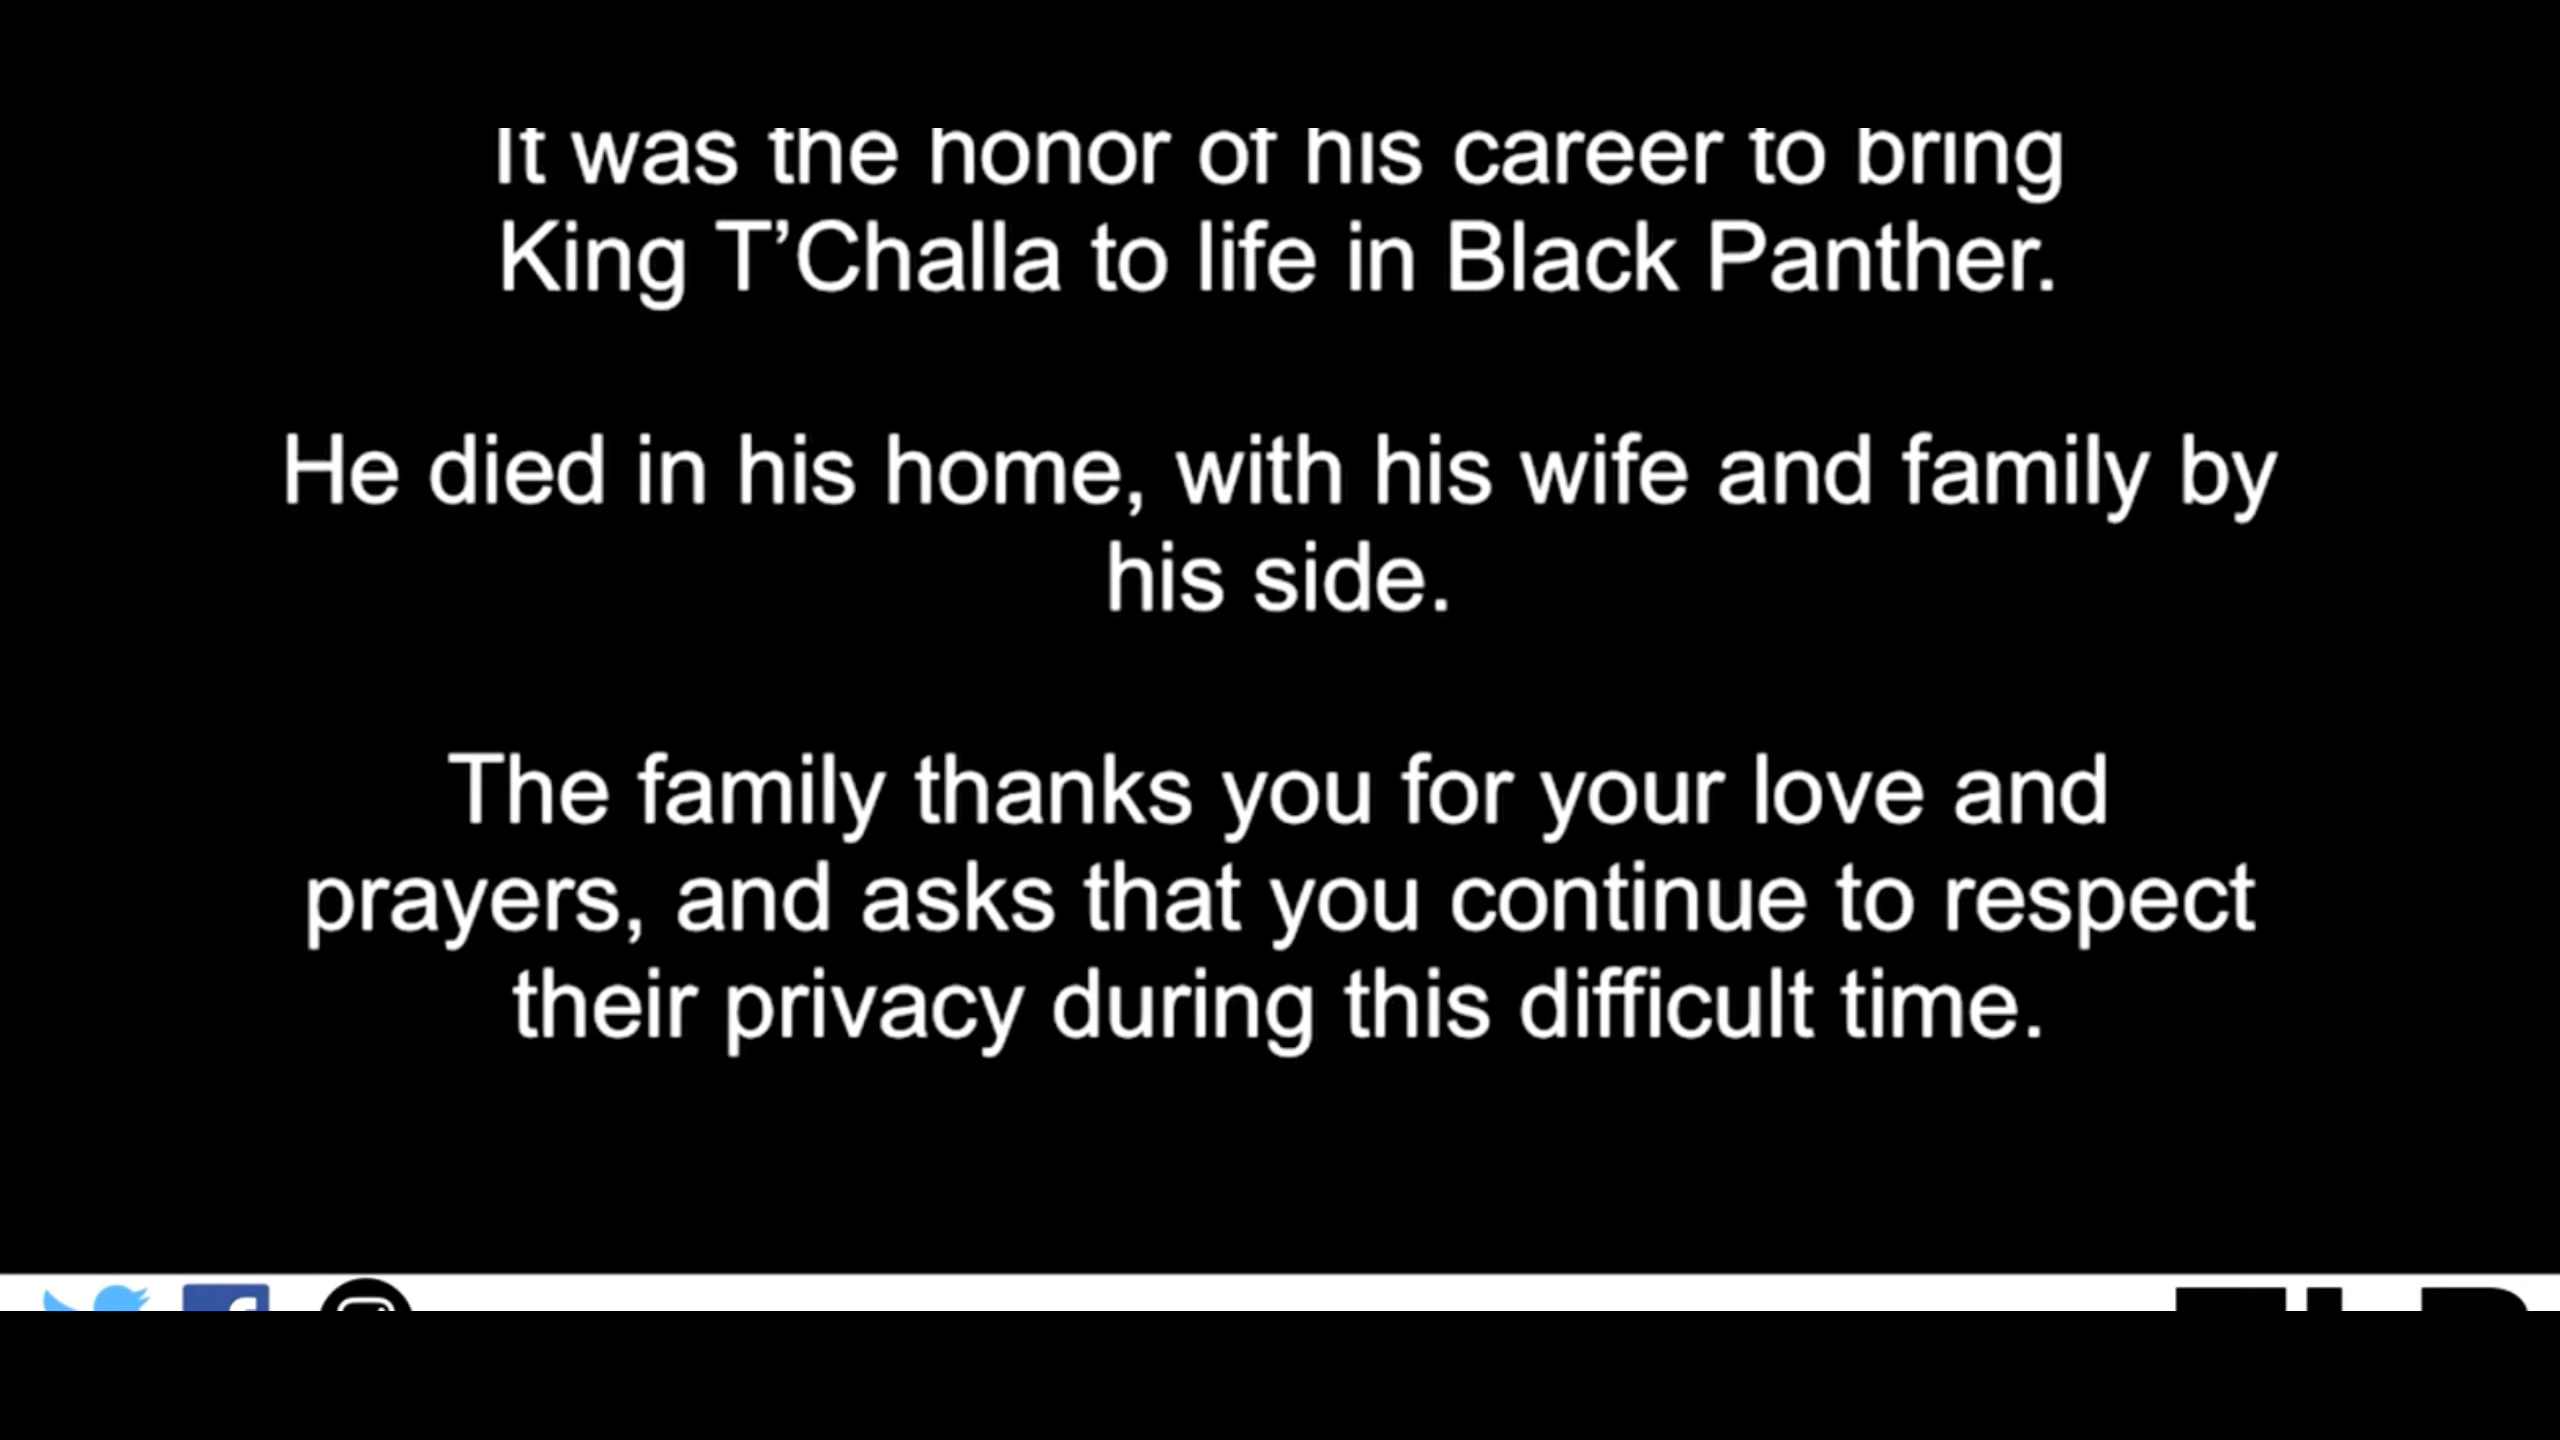 It was the honor of his career to bring
King T’Challa to life in Black Panther.
He died in his home, with his wife and family by
his side.
The family thanks you for your love and
prayers, and asks that you continue to respect
their privacy during this difficult time.